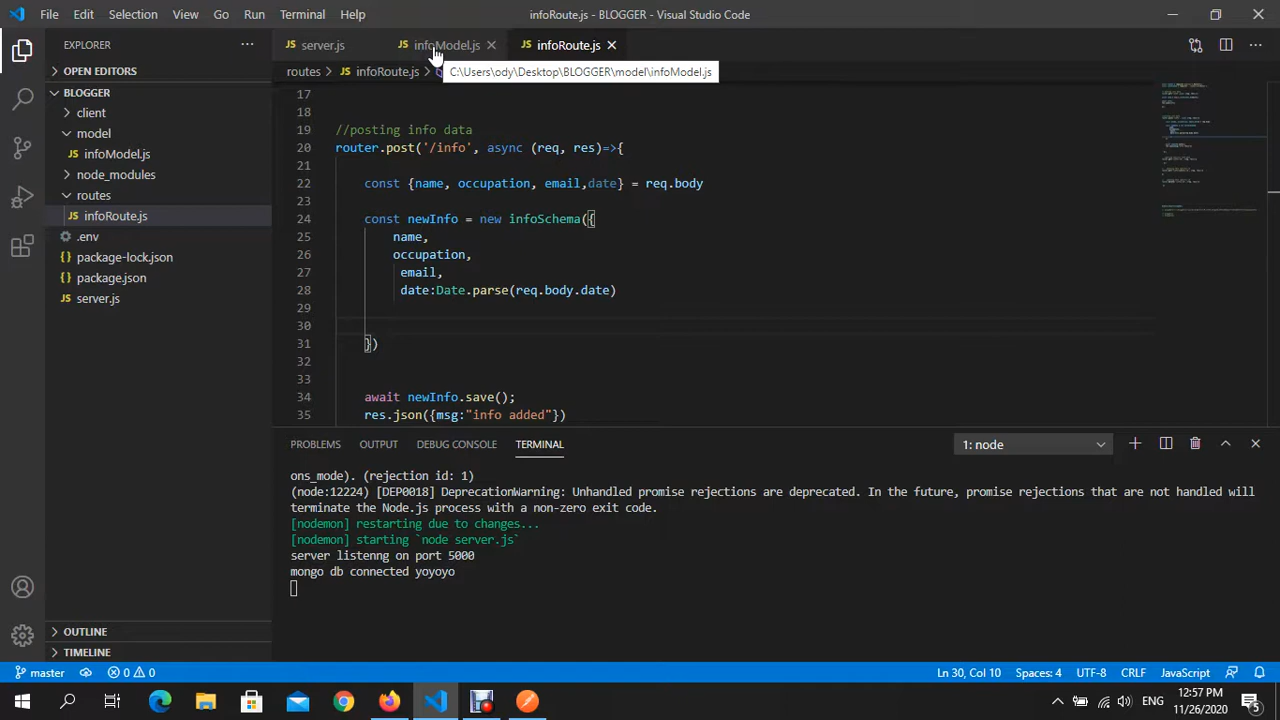 File Edit Selection View Go Run Terminal Help infoRoute.js - BLOGGER - Visual Studio Code
EXPLORER
JS server.js JS infoModel.js JS infoRoute.js
OPEN EDITORS
routes > JS infoRoute.js >
C:\Users\ody\Desktop\BLOGGER\model\infoModel.js
BLOGGER
client
model
JS infoModel.js
node_modules
routes
JS infoRoute.js
.env
package-lock.json
package.json
JS server.js
17
18
19 //posting info data
20 router.post('/info', async (req, res)=>{
21
22 const {name, occupation, email,date} = req.body
23
24 const newInfo = new infoSchema({
25 name,
26 occupation,
27 email,
28 date:Date.parse(req.body.date)
29
30
31 })
32
33
34 await newInfo.save();
35 res.json({msg:"info added"})
PROBLEMS OUTPUT DEBUG CONSOLE TERMINAL 1: node
ons_mode). (rejection id: 1)
(node:12224) [DEP0018] DeprecationWarning: Unhandled promise rejections are deprecated. In the future, promise rejections that are not handled will
terminate the Node.js process with a non-zero exit code.
[nodemon] restarting due to changes...
[nodemon] starting `node server.js`
server listenng on port 5000
mongo db connected yoyoyo
OUTLINE
TIMELINE
master 0 0 Ln 30, Col 10 Spaces: 4 UTF-8 CRLF JavaScript
ENG 12:57 PM
11/26/2020 5